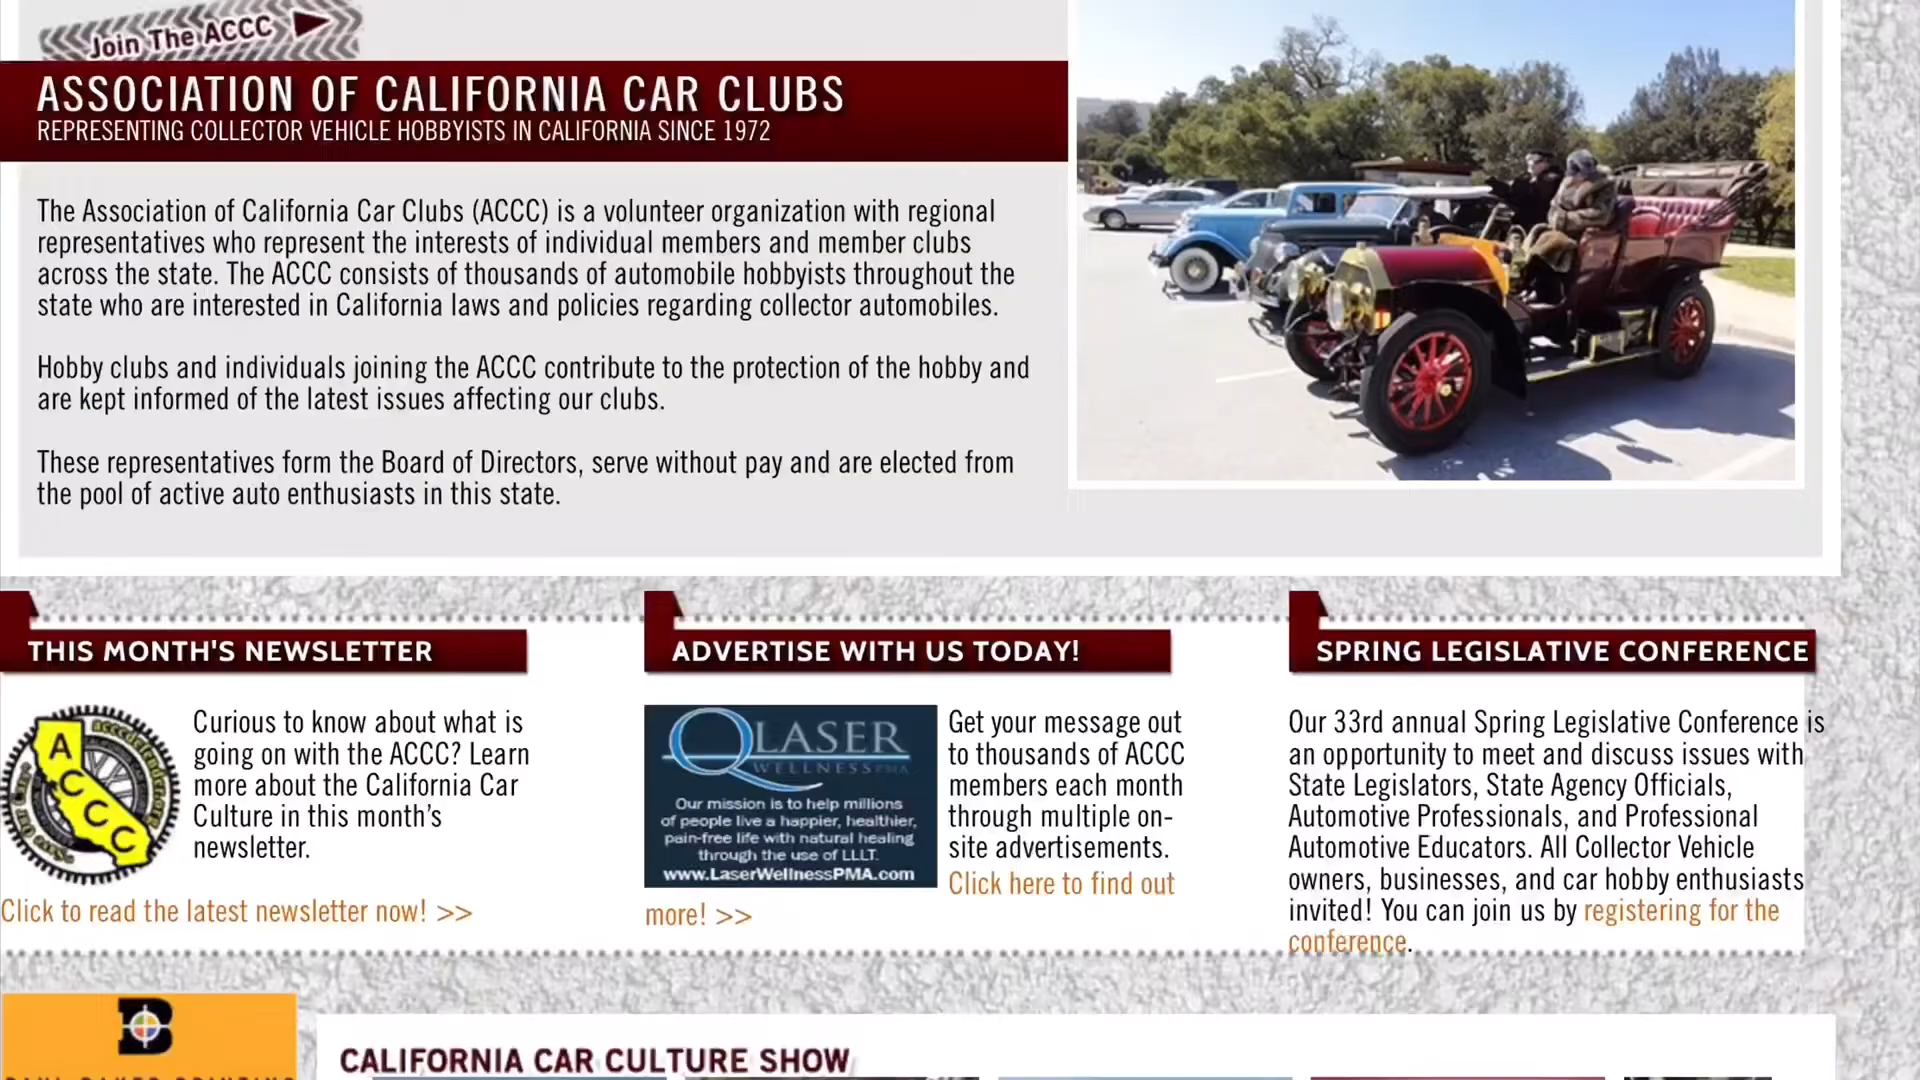 Join The ACCC
ASSOCIATION OF CALIFORNIA CAR CLUBS
REPRESENTING COLLECTOR VEHICLE HOBBYISTS IN CALIFORNIA SINCE 1972
The Association of California Car Clubs (ACCC) is a volunteer organization with regional
representatives who represent the interests of individual members and member clubs
across the state. The ACCC consists of thousands of automobile hobbyists throughout the
state who are interested in California laws and policies regarding collector automobiles.
Hobby clubs and individuals joining the ACCC contribute to the protection of the hobby and
are kept informed of the latest issues affecting our clubs.
These representatives form the Board of Directors, serve without pay and are elected from
the pool of active auto enthusiasts in this state.
THIS MONTH'S NEWSLETTER
ACCC
Curious to know about what is
going on with the ACCC? Learn
more about the California Car
Culture in this month’s
newsletter.
Click to read the latest newsletter now! >>
ADVERTISE WITH US TODAY!
QLASER
WELLNESS PMA
Our mission is to help millions
of people live a happier, healthier,
pain-free life with natural healing
through the use of LLLT.
www.LaserWellnessPMA.com
Get your message out
to thousands of ACCC
members each month
through multiple on-
site advertisements.
Click here to find out
more! >>
SPRING LEGISLATIVE CONFERENCE
Our 33rd annual Spring Legislative Conference is
an opportunity to meet and discuss issues with
State Legislators, State Agency Officials,
Automotive Professionals, and Professional
Automotive Educators. All Collector Vehicle
owners, businesses, and car hobby enthusiasts
invited! You can join us by registering for the
conference.
B
CALIFORNIA CAR CULTURE SHOW